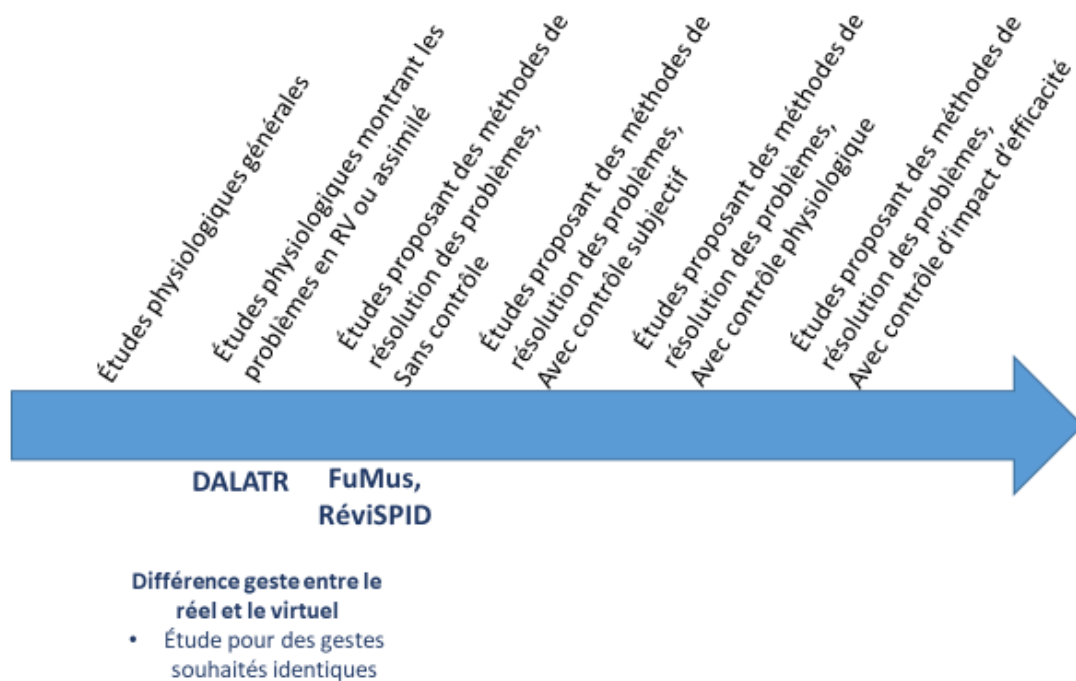 Études physiologiques générales
Études physiologiques montrant les
problèmes en RV ou assimilé
Études proposant des méthodes de
résolution des problèmes,
Sans contrôle
Études proposant des méthodes de
résolution des problèmes,
Avec contrôle subjectif
Études proposant des méthodes de
résolution des problèmes,
Avec contrôle physiologique
Études proposant des méthodes de
résolution des problèmes,
Avec contrôle d'impact d'efficacité
DALATR
FuMus,
RéviSPID
Différence geste entre le
réel et le virtuel
• Étude pour des gestes
souhaités identiques